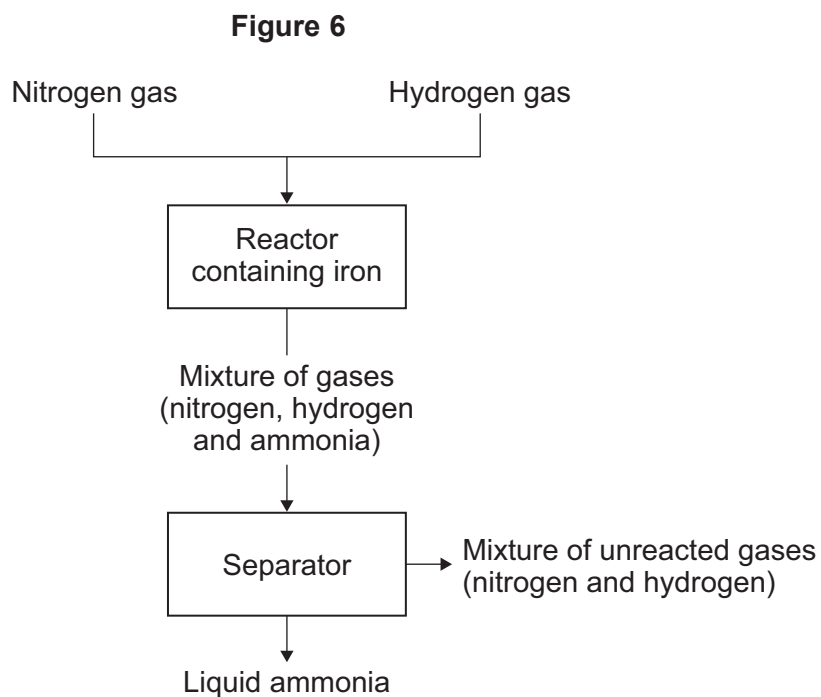 Figure 6
Nitrogen gas
Hydrogen gas
Reactor
containing iron
Mixture of gases
(nitrogen, hydrogen
and ammonia)
Separator
Mixture of unreacted gases
(nitrogen and hydrogen)
Liquid ammonia